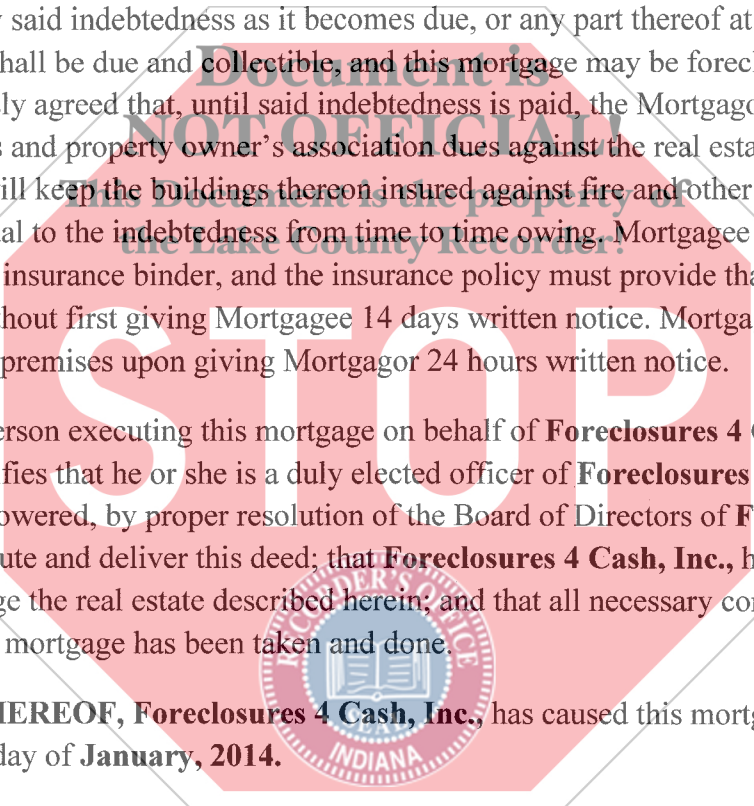 said indebtedness as it becomes due, or any part thereof at
hall be due and collectible, and this mortgage may be forecl
Document is
ly agreed that, until said indebtedness is paid, the Mortgago
NOT OFFICIAL!
s and property owner's association dues against the real esta
This Document is the property of
ill keep the buildings thereon insured against fire and other
the Lake County Recorder!
al to the indebtedness from time to time owing. Mortgagee
insurance binder, and the insurance policy must provide tha
hout first giving Mortgagee 14 days written notice. Mortga
premises upon giving Mortgagor 24 hours written notice.
STOP
erson executing this mortgage on behalf of Foreclosures 4
fies that he or she is a duly elected officer of Foreclosures
owered, by proper resolution of the Board of Directors of F
ute and deliver this deed; that Foreclosures 4 Cash, Inc., h
ge the real estate described herein; and that all necessary cor
mortgage has been taken and done.
RECORDER'S OFFICE
SEAL
INDIANA
HEREOF, Foreclosures 4 Cash, Inc., has caused this mortg
day of January, 2014.